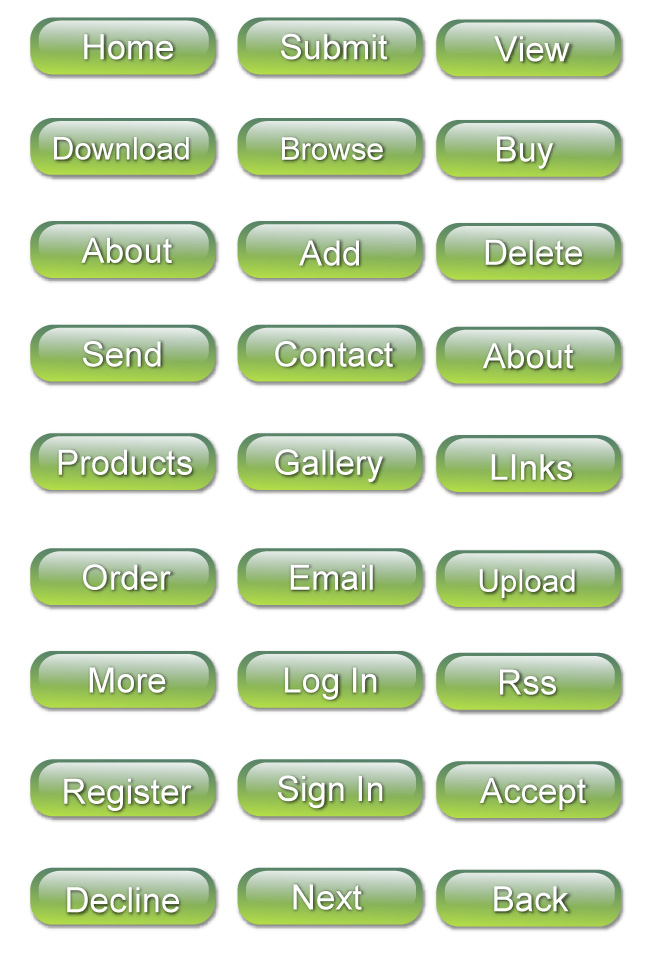 Home Submit View
Download Browse Buy
About Add Delete
Send Contact About
Products Gallery LInks
Order Email Upload
More Log In Rss
Register Sign In Accept
Decline Next Back